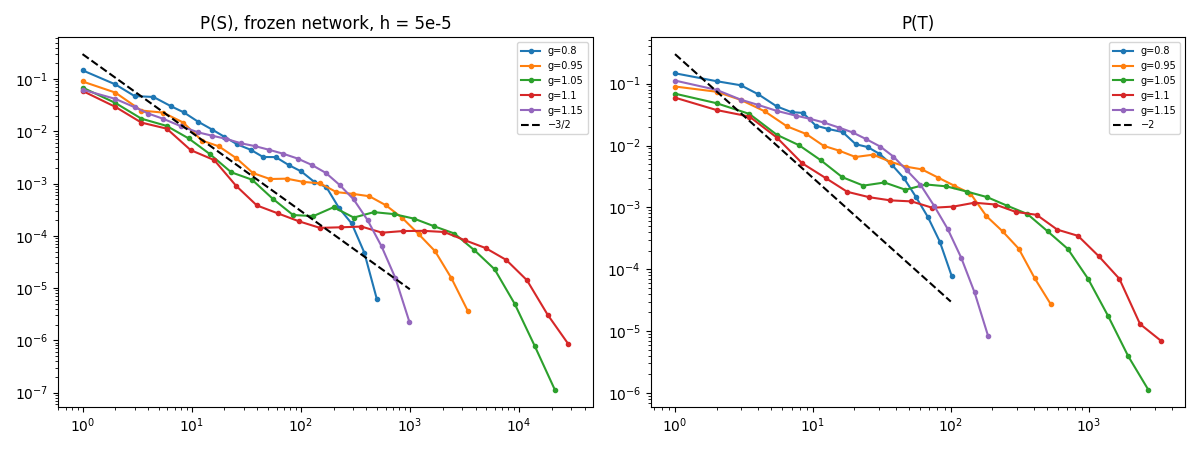 P(S), frozen network, h = 5e-5
10⁻¹
10⁻²
10⁻³
10⁻⁴
10⁻⁵
10⁻⁶
10⁻⁷
10⁰
10¹
10²
10³
10⁴
g=0.8
g=0.95
g=1.05
g=1.1
g=1.15
−3/2
P(T)
10⁻¹
10⁻²
10⁻³
10⁻⁴
10⁻⁵
10⁻⁶
10⁰
10¹
10²
10³
g=0.8
g=0.95
g=1.05
g=1.1
g=1.15
−2